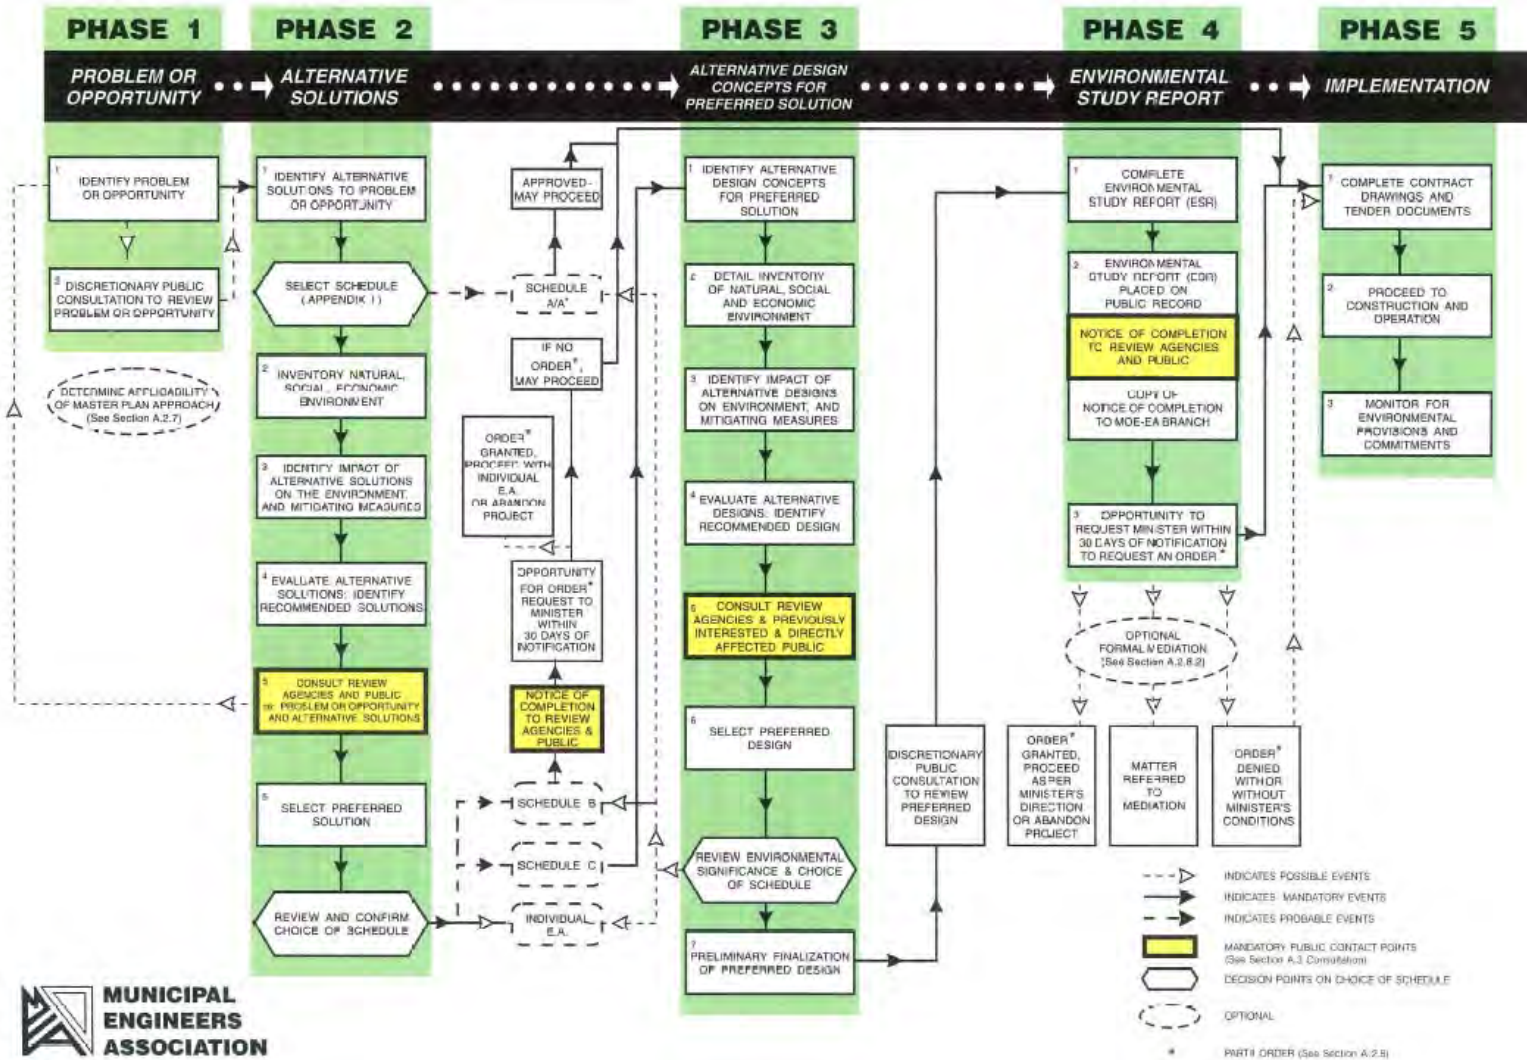 PHASE 1
PROBLEM OR
OPPORTUNITY
1
IDENTIFY PROBLEM
OR OPPORTUNITY
2 DISCRETIONARY PUBLIC
CONSULTATION TO REVIEW
PROBLEM OR OPPORTUNITY
DETERMINE APPLICABILITY
OF MASTER PLAN APPROACH
(See Section A.2.7)
PHASE 2
ALTERNATIVE
SOLUTIONS
1 IDENTIFY ALTERNATIVE
SOLUTIONS TO PROBLEM
OR OPPORTUNITY
SELECT SCHEDULE
(APPENDIX I)
2
INVENTORY NATURAL,
SOCIAL, ECONOMIC
ENVIRONMENT
3 IDENTIFY IMPACT OF
ALTERNATIVE SOLUTIONS
ON THE ENVIRONMENT,
AND MITIGATING MEASURES
4 EVALUATE ALTERNATIVE
SOLUTIONS: IDENTIFY
RECOMMENDED SOLUTIONS
5 CONSULT REVIEW
AGENCIES AND PUBLIC
re: PROBLEM OR OPPORTUNITY
AND ALTERNATIVE SOLUTIONS
SELECT PREFERRED
SOLUTION
REVIEW AND CONFIRM
CHOICE OF SCHEDULE
APPROVED-
MAY PROCEED
SCHEDULE
A/A+
IF NO
ORDER*,
MAY PROCEED
ORDER*
GRANTED,
PROCEED WITH
INDIVIDUAL
E.A.
OR ABANDON
PROJECT
OPPORTUNITY
FOR ORDER*
REQUEST TO
MINISTER
WITHIN
30 DAYS OF
NOTIFICATION
NOTICE OF
COMPLETION
TO REVIEW
AGENCIES &
PUBLIC
SCHEDULE B
SCHEDULE C
INDIVIDUAL
E.A.
PHASE 3
ALTERNATIVE DESIGN
CONCEPTS FOR
PREFERRED SOLUTION
1 IDENTIFY ALTERNATIVE
DESIGN CONCEPTS
FOR PREFERRED
SOLUTION
2 DETAIL INVENTORY
OF NATURAL, SOCIAL
AND ECONOMIC
ENVIRONMENT
3 IDENTIFY IMPACT OF
ALTERNATIVE DESIGNS
ON ENVIRONMENT, AND
MITIGATING MEASURES
4 EVALUATE ALTERNATIVE
DESIGNS: IDENTIFY
RECOMMENDED DESIGN
CONSULT REVIEW
AGENCIES & PREVIOUSLY
INTERESTED & DIRECTLY
AFFECTED PUBLIC
6
SELECT PREFERRED
DESIGN
REVIEW ENVIRONMENTAL
SIGNIFICANCE & CHOICE
OF SCHEDULE
7
PRELIMINARY FINALIZATION
OF PREFERRED DESIGN
DISCRETIONARY
PUBLIC
CONSULTATION
TO REVIEW
PREFERRED
DESIGN
PHASE 4
ENVIRONMENTAL
STUDY REPORT
1 COMPLETE
ENVIRONMENTAL
STUDY REPORT (ESR)
2 ENVIRONMENTAL
STUDY REPORT (ESR)
PLACED ON
PUBLIC RECORD
NOTICE OF COMPLETION
TO REVIEW AGENCIES
AND PUBLIC
COPY OF
NOTICE OF COMPLETION
TO MOE-EA BRANCH
3 OPPORTUNITY TO
REQUEST MINISTER WITHIN
30 DAYS OF NOTIFICATION
TO REQUEST AN ORDER*
OPTIONAL
FORMAL MEDIATION
(See Section A.2.8.2)
ORDER*
GRANTED,
PROCEED
AS PER
MINISTER'S
DIRECTION
OR ABANDON
PROJECT
MATTER
REFERRED
TO
MEDIATION
ORDER*
DENIED
WITH OR
WITHOUT
MINISTER'S
CONDITIONS
PHASE 5
IMPLEMENTATION
1
COMPLETE CONTRACT
DRAWINGS AND
TENDER DOCUMENTS
2
PROCEED TO
CONSTRUCTION AND
OPERATION
3
MONITOR FOR
ENVIRONMENTAL
PROVISIONS AND
COMMITMENTS
INDICATES POSSIBLE EVENTS
INDICATES MANDATORY EVENTS
INDICATES PROBABLE EVENTS
MANDATORY PUBLIC CONTACT POINTS
(See Section A.3 Consultation)
DECISION POINTS ON CHOICE OF SCHEDULE
OPTIONAL
* PART II ORDER (See Section A.2.8)
MUNICIPAL
ENGINEERS
ASSOCIATION